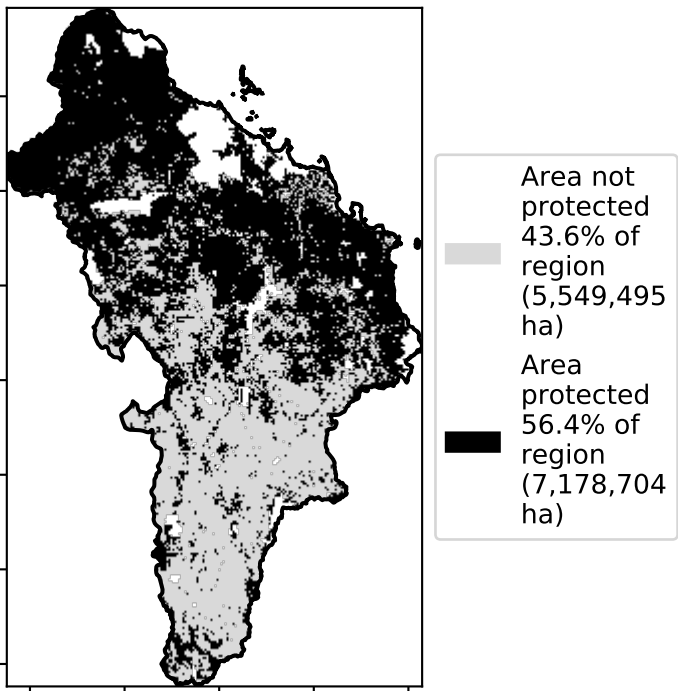 Area not
protected
43.6% of
region
(5,549,495
ha)
Area
protected
56.4% of
region
(7,178,704
ha)